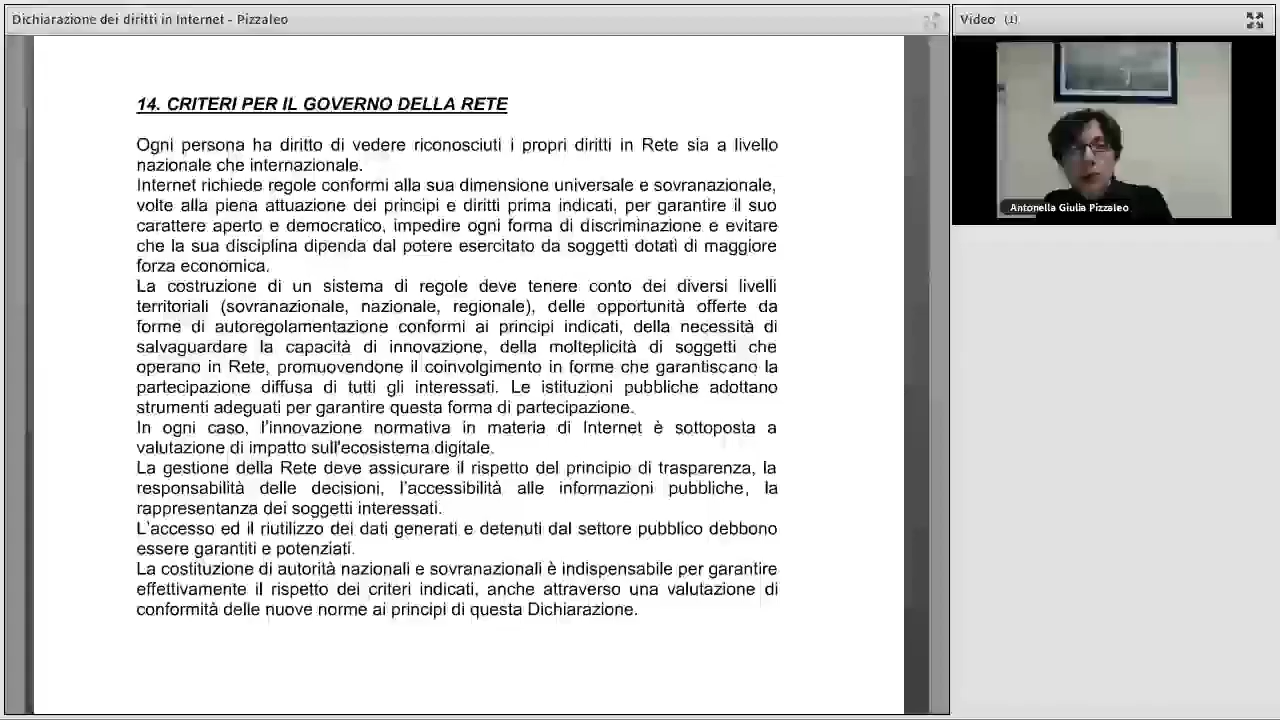 Dichiarazione dei diritti in Internet - Pizzaleo
Video (1)
Antonella Giulia Pizzaleo
14. CRITERI PER IL GOVERNO DELLA RETE
Ogni persona ha diritto di vedere riconosciuti i propri diritti in Rete sia a livello
nazionale che internazionale.
Internet richiede regole conformi alla sua dimensione universale e sovranazionale,
volte alla piena attuazione dei principi e diritti prima indicati, per garantire il suo
carattere aperto e democratico, impedire ogni forma di discriminazione e evitare
che la sua disciplina dipenda dal potere esercitato da soggetti dotati di maggiore
forza economica.
La costruzione di un sistema di regole deve tenere conto dei diversi livelli
territoriali (sovranazionale, nazionale, regionale), delle opportunità offerte da
forme di autoregolamentazione conformi ai principi indicati, della necessità di
salvaguardare la capacità di innovazione, della molteplicità di soggetti che
operano in Rete, promuovendone il coinvolgimento in forme che garantiscano la
partecipazione diffusa di tutti gli interessati. Le istituzioni pubbliche adottano
strumenti adeguati per garantire questa forma di partecipazione.
In ogni caso, l'innovazione normativa in materia di Internet è sottoposta a
valutazione di impatto sull'ecosistema digitale.
La gestione della Rete deve assicurare il rispetto del principio di trasparenza, la
responsabilità delle decisioni, l'accessibilità alle informazioni pubbliche, la
rappresentanza dei soggetti interessati.
L'accesso ed il riutilizzo dei dati generati e detenuti dal settore pubblico debbono
essere garantiti e potenziati.
La costituzione di autorità nazionali e sovranazionali è indispensabile per garantire
effettivamente il rispetto dei criteri indicati, anche attraverso una valutazione di
conformità delle nuove norme ai principi di questa Dichiarazione.